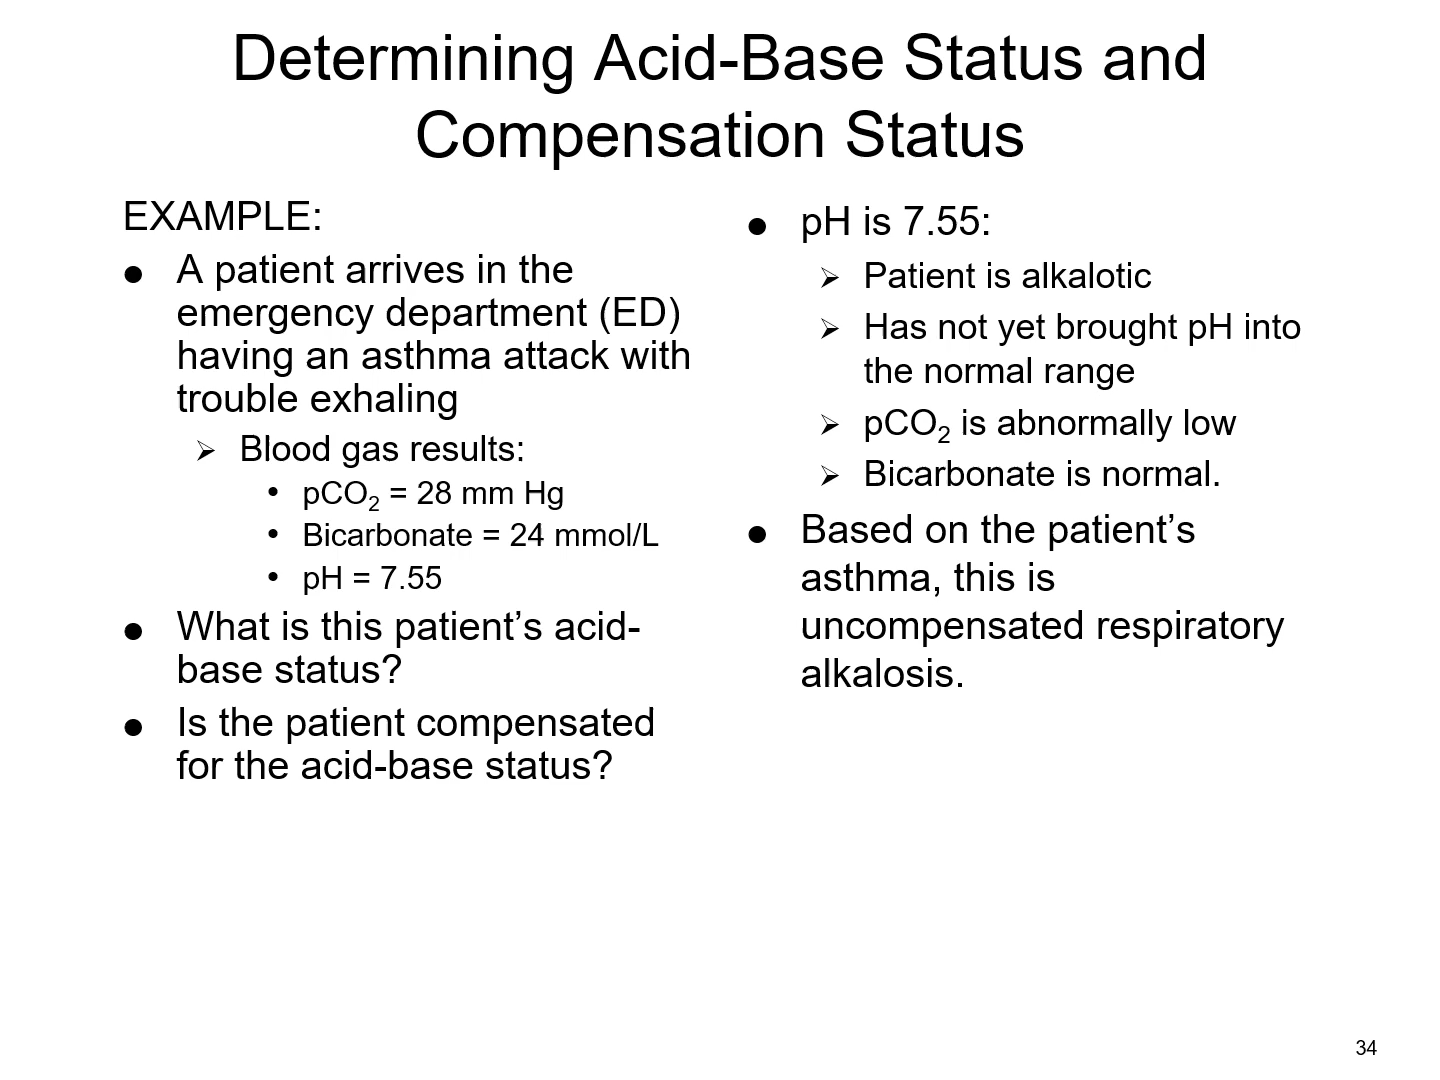 Determining Acid-Base Status and
Compensation Status
EXAMPLE:
● A patient arrives in the
emergency department (ED)
having an asthma attack with
trouble exhaling
➢ Blood gas results:
• pCO₂ = 28 mm Hg
• Bicarbonate = 24 mmol/L
• pH = 7.55
● What is this patient’s acid-
base status?
● Is the patient compensated
for the acid-base status?
● pH is 7.55:
➢ Patient is alkalotic
➢ Has not yet brought pH into
the normal range
➢ pCO₂ is abnormally low
➢ Bicarbonate is normal.
● Based on the patient’s
asthma, this is
uncompensated respiratory
alkalosis.
34